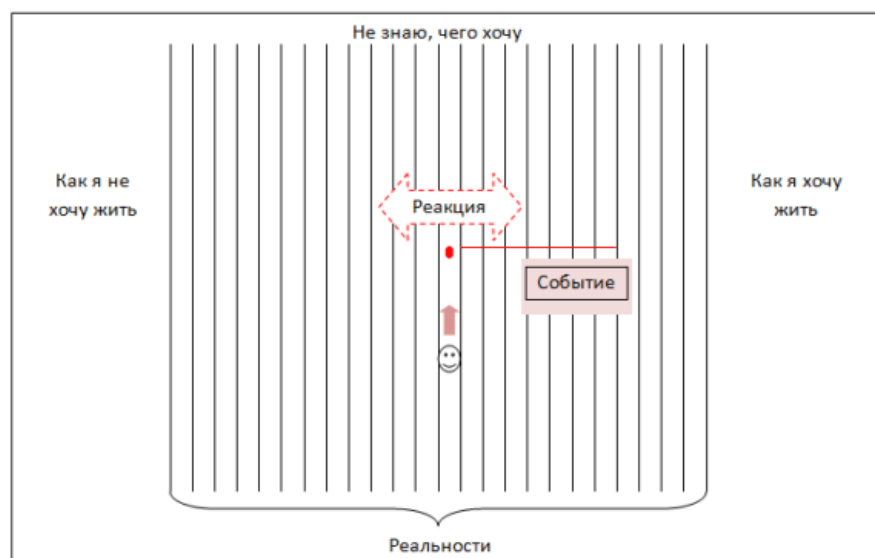 Не знаю, чего хочу
Как я не
хочу жить
Как я хочу
жить
Реакция
Событие
Реальности